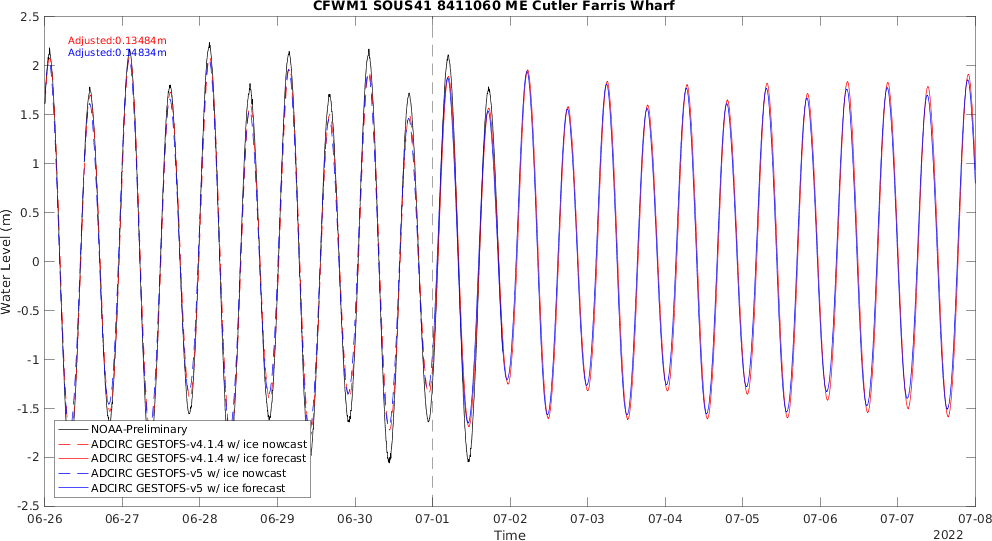 CFWM1 SOUS41 8411060 ME Cutler Farris Wharf
Adjusted:0.13484m
Adjusted:0.14834m
2.5
2
1.5
1
0.5
0
-0.5
-1
-1.5
-2
-2.5
Water Level (m)
NOAA-Preliminary
ADCIRC GESTOFS-v4.1.4 w/ ice nowcast
ADCIRC GESTOFS-v4.1.4 w/ ice forecast
ADCIRC GESTOFS-v5 w/ ice nowcast
ADCIRC GESTOFS-v5 w/ ice forecast
06-26 06-27 06-28 06-29 06-30 07-01 07-02 07-03 07-04 07-05 07-06 07-07 07-08
Time
2022